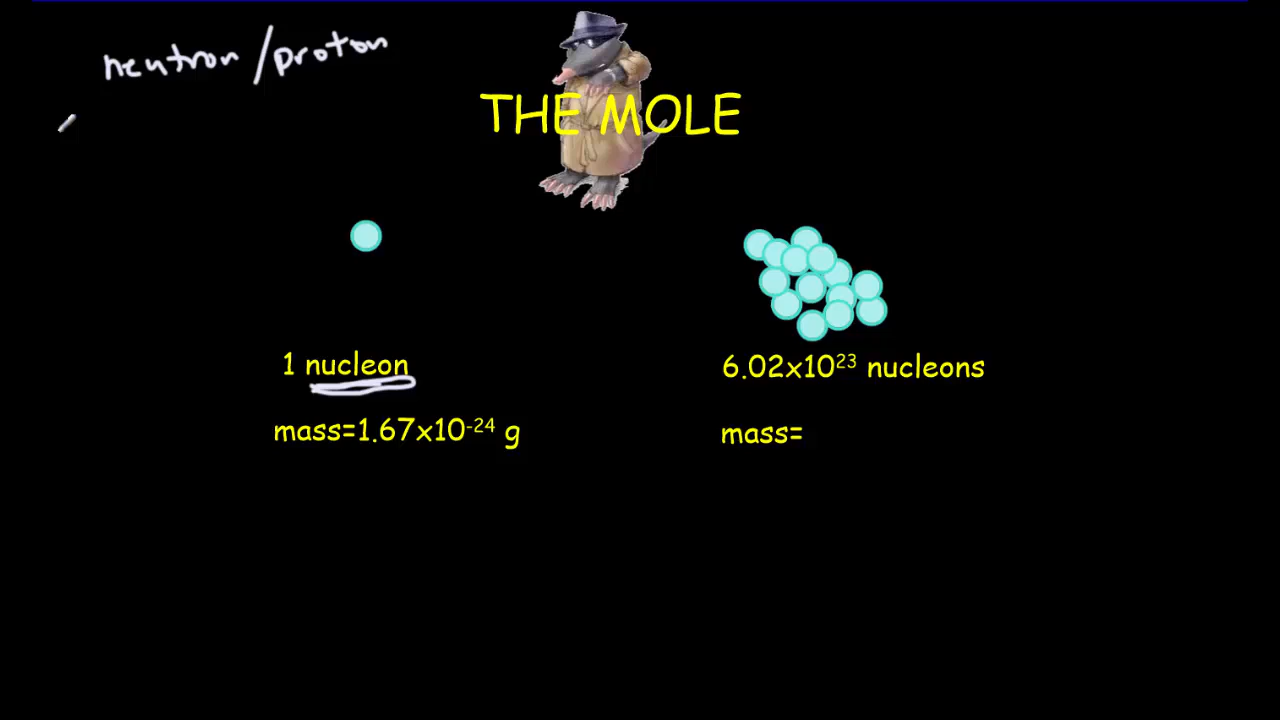 neutron/proton
THE MOLE
1 nucleon
6.02x10²³ nucleons
mass=1.67x10⁻²⁴ g
mass=